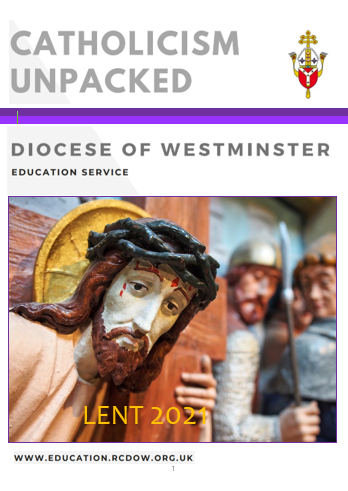 CATHOLICISM
UNPACKED
DIOCESE OF WESTMINSTER
EDUCATION SERVICE
LENT 2021
WWW.EDUCATION.RCDOW.ORG.UK
1